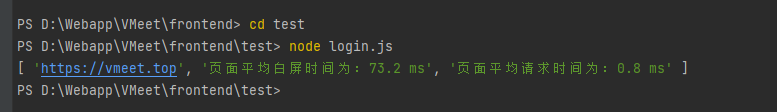 PS D:\Webapp\VMeet\frontend> cd test
PS D:\Webapp\VMeet\frontend\test> node login.js
[ 'https://vmeet.top', '页面平均白屏时间为: 73.2 ms', '页面平均请求时间为: 0.8 ms' ]
PS D:\Webapp\VMeet\frontend\test>